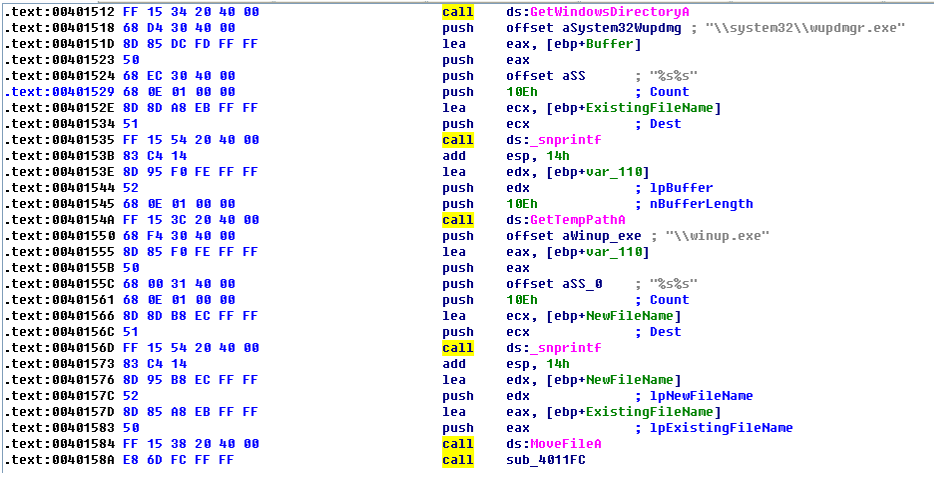 .text:00401512 FF 15 34 20 40 00 call ds:GetWindowsDirectoryA
.text:00401518 68 D4 30 40 00 push offset aSystem32Wupdmg ; "\\system32\\wupdmgr.exe"
.text:0040151D 8D 85 DC FD FF FF lea eax, [ebp+Buffer]
.text:00401523 50 push eax
.text:00401524 68 EC 30 40 00 push offset aSS ; "%s%s"
.text:00401529 68 0E 01 00 00 push 10Eh ; Count
.text:0040152E 8D 8D A8 EB FF FF lea ecx, [ebp+ExistingFileName]
.text:00401534 51 push ecx ; Dest
.text:00401535 FF 15 54 20 40 00 call ds:_snprintf
.text:0040153B 83 C4 14 add esp, 14h
.text:0040153E 8D 95 F0 FE FF FF lea edx, [ebp+var_110]
.text:00401544 52 push edx ; lpBuffer
.text:00401545 68 0E 01 00 00 push 10Eh ; nBufferLength
.text:0040154A FF 15 3C 20 40 00 call ds:GetTempPathA
.text:00401550 68 F4 30 40 00 push offset aWinup_exe ; "\\winup.exe"
.text:00401555 8D 85 F0 FE FF FF lea eax, [ebp+var_110]
.text:0040155B 50 push eax
.text:0040155C 68 00 31 40 00 push offset aSS_0 ; "%s%s"
.text:00401561 68 0E 01 00 00 push 10Eh ; Count
.text:00401566 8D 8D B8 EC FF FF lea ecx, [ebp+NewFileName]
.text:0040156C 51 push ecx ; Dest
.text:0040156D FF 15 54 20 40 00 call ds:_snprintf
.text:00401573 83 C4 14 add esp, 14h
.text:00401576 8D 95 B8 EC FF FF lea edx, [ebp+NewFileName]
.text:0040157C 52 push edx ; lpNewFileName
.text:0040157D 8D 85 A8 EB FF FF lea eax, [ebp+ExistingFileName]
.text:00401583 50 push eax ; lpExistingFileName
.text:00401584 FF 15 38 20 40 00 call ds:MoveFileA
.text:0040158A E8 6D FC FF FF call sub_4011FC